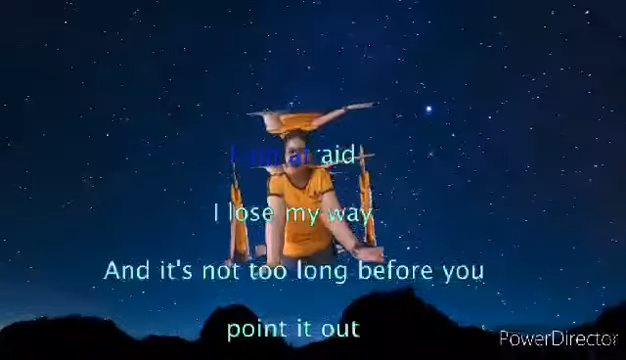 I am afraid
I lose my way
And it's not too long before you
point it out
PowerDirector